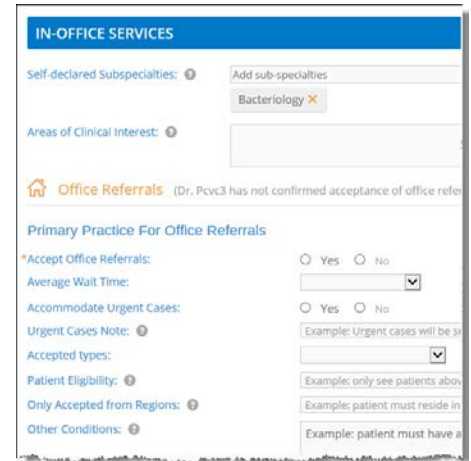 IN-OFFICE SERVICES
Self-declared Subspecialties: Add sub-specialties
Bacteriology ×
Areas of Clinical Interest:
Office Referrals (Dr. Pcvc3 has not confirmed acceptance of office refer
Primary Practice For Office Referrals
*Accept Office Referrals: Yes No
Average Wait Time:
Accommodate Urgent Cases: Yes No
Urgent Cases Note: Example: Urgent cases will be se
Accepted types:
Patient Eligibility: Example: only see patients abov
Only Accepted from Regions: Example: patient must reside in
Other Conditions: Example: patient must have a